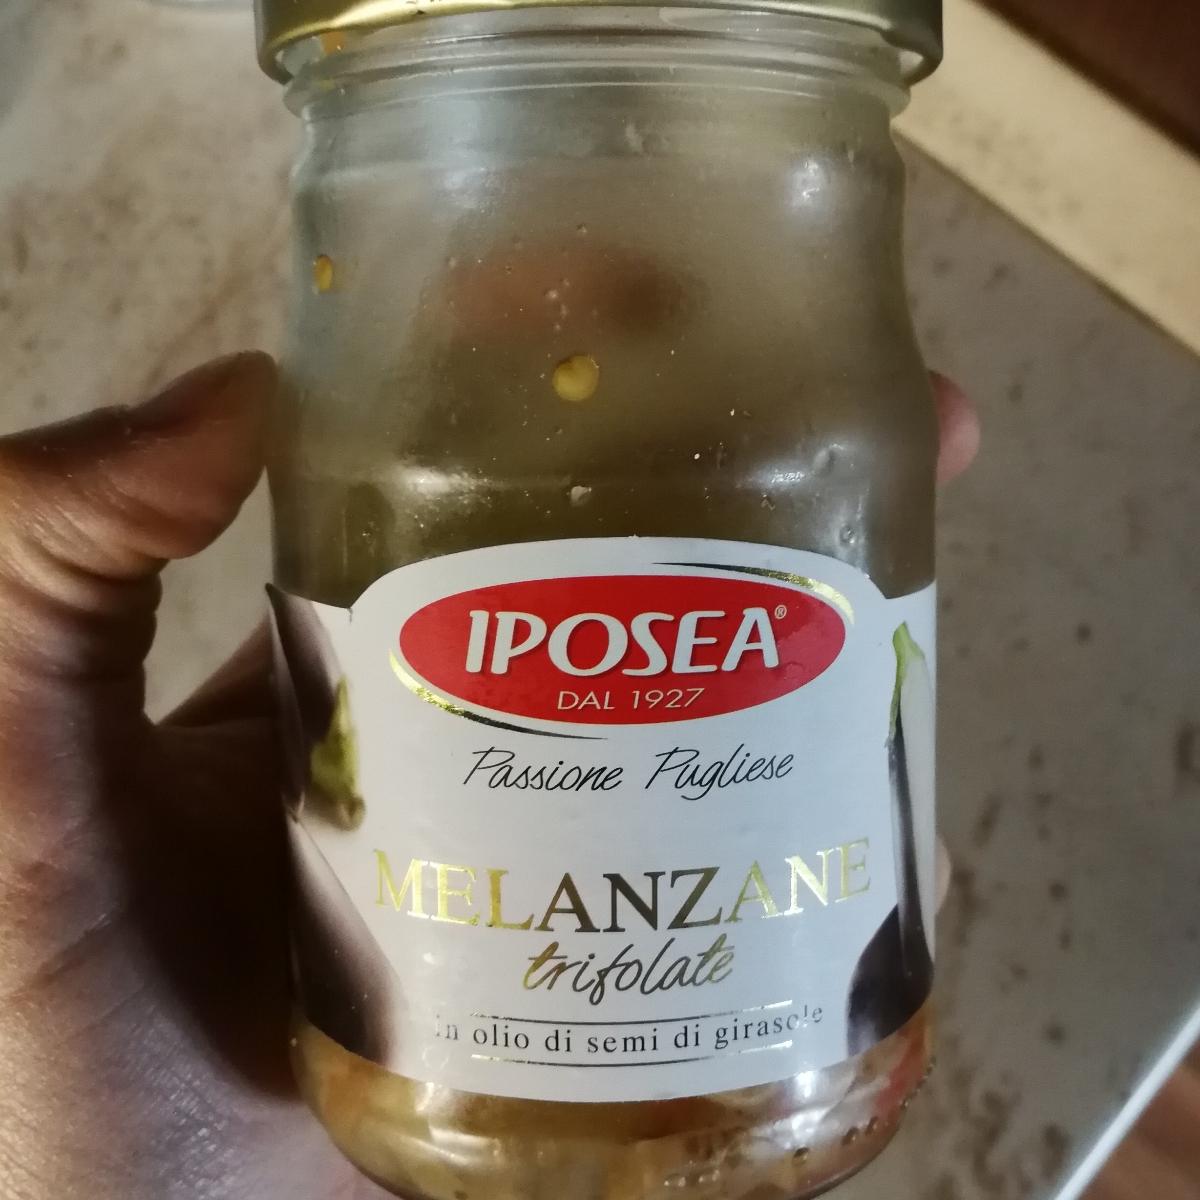 IPOSEA®
DAL 1927
Passione Pugliese
MELANZANE
trifolate
in olio di semi di girasole